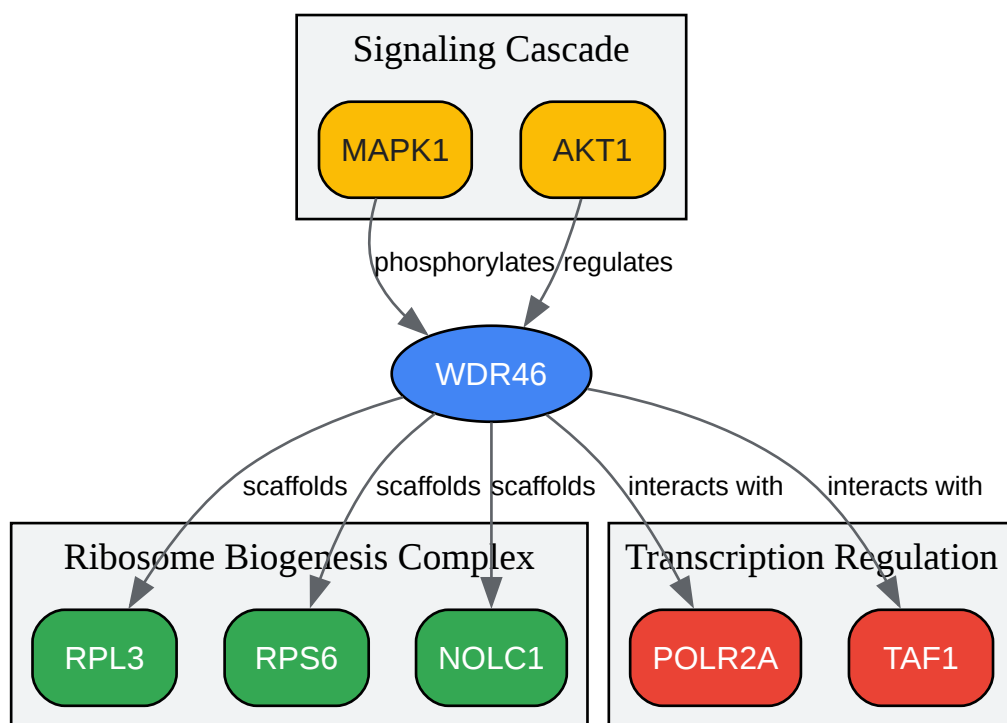 Signaling Cascade
MAPK1 AKT1
phosphorylates regulates
WDR46
scaffolds scaffolds scaffolds interacts with interacts with
Ribosome Biogenesis Complex Transcription Regulation
RPL3 RPS6 NOLC1 POLR2A TAF1